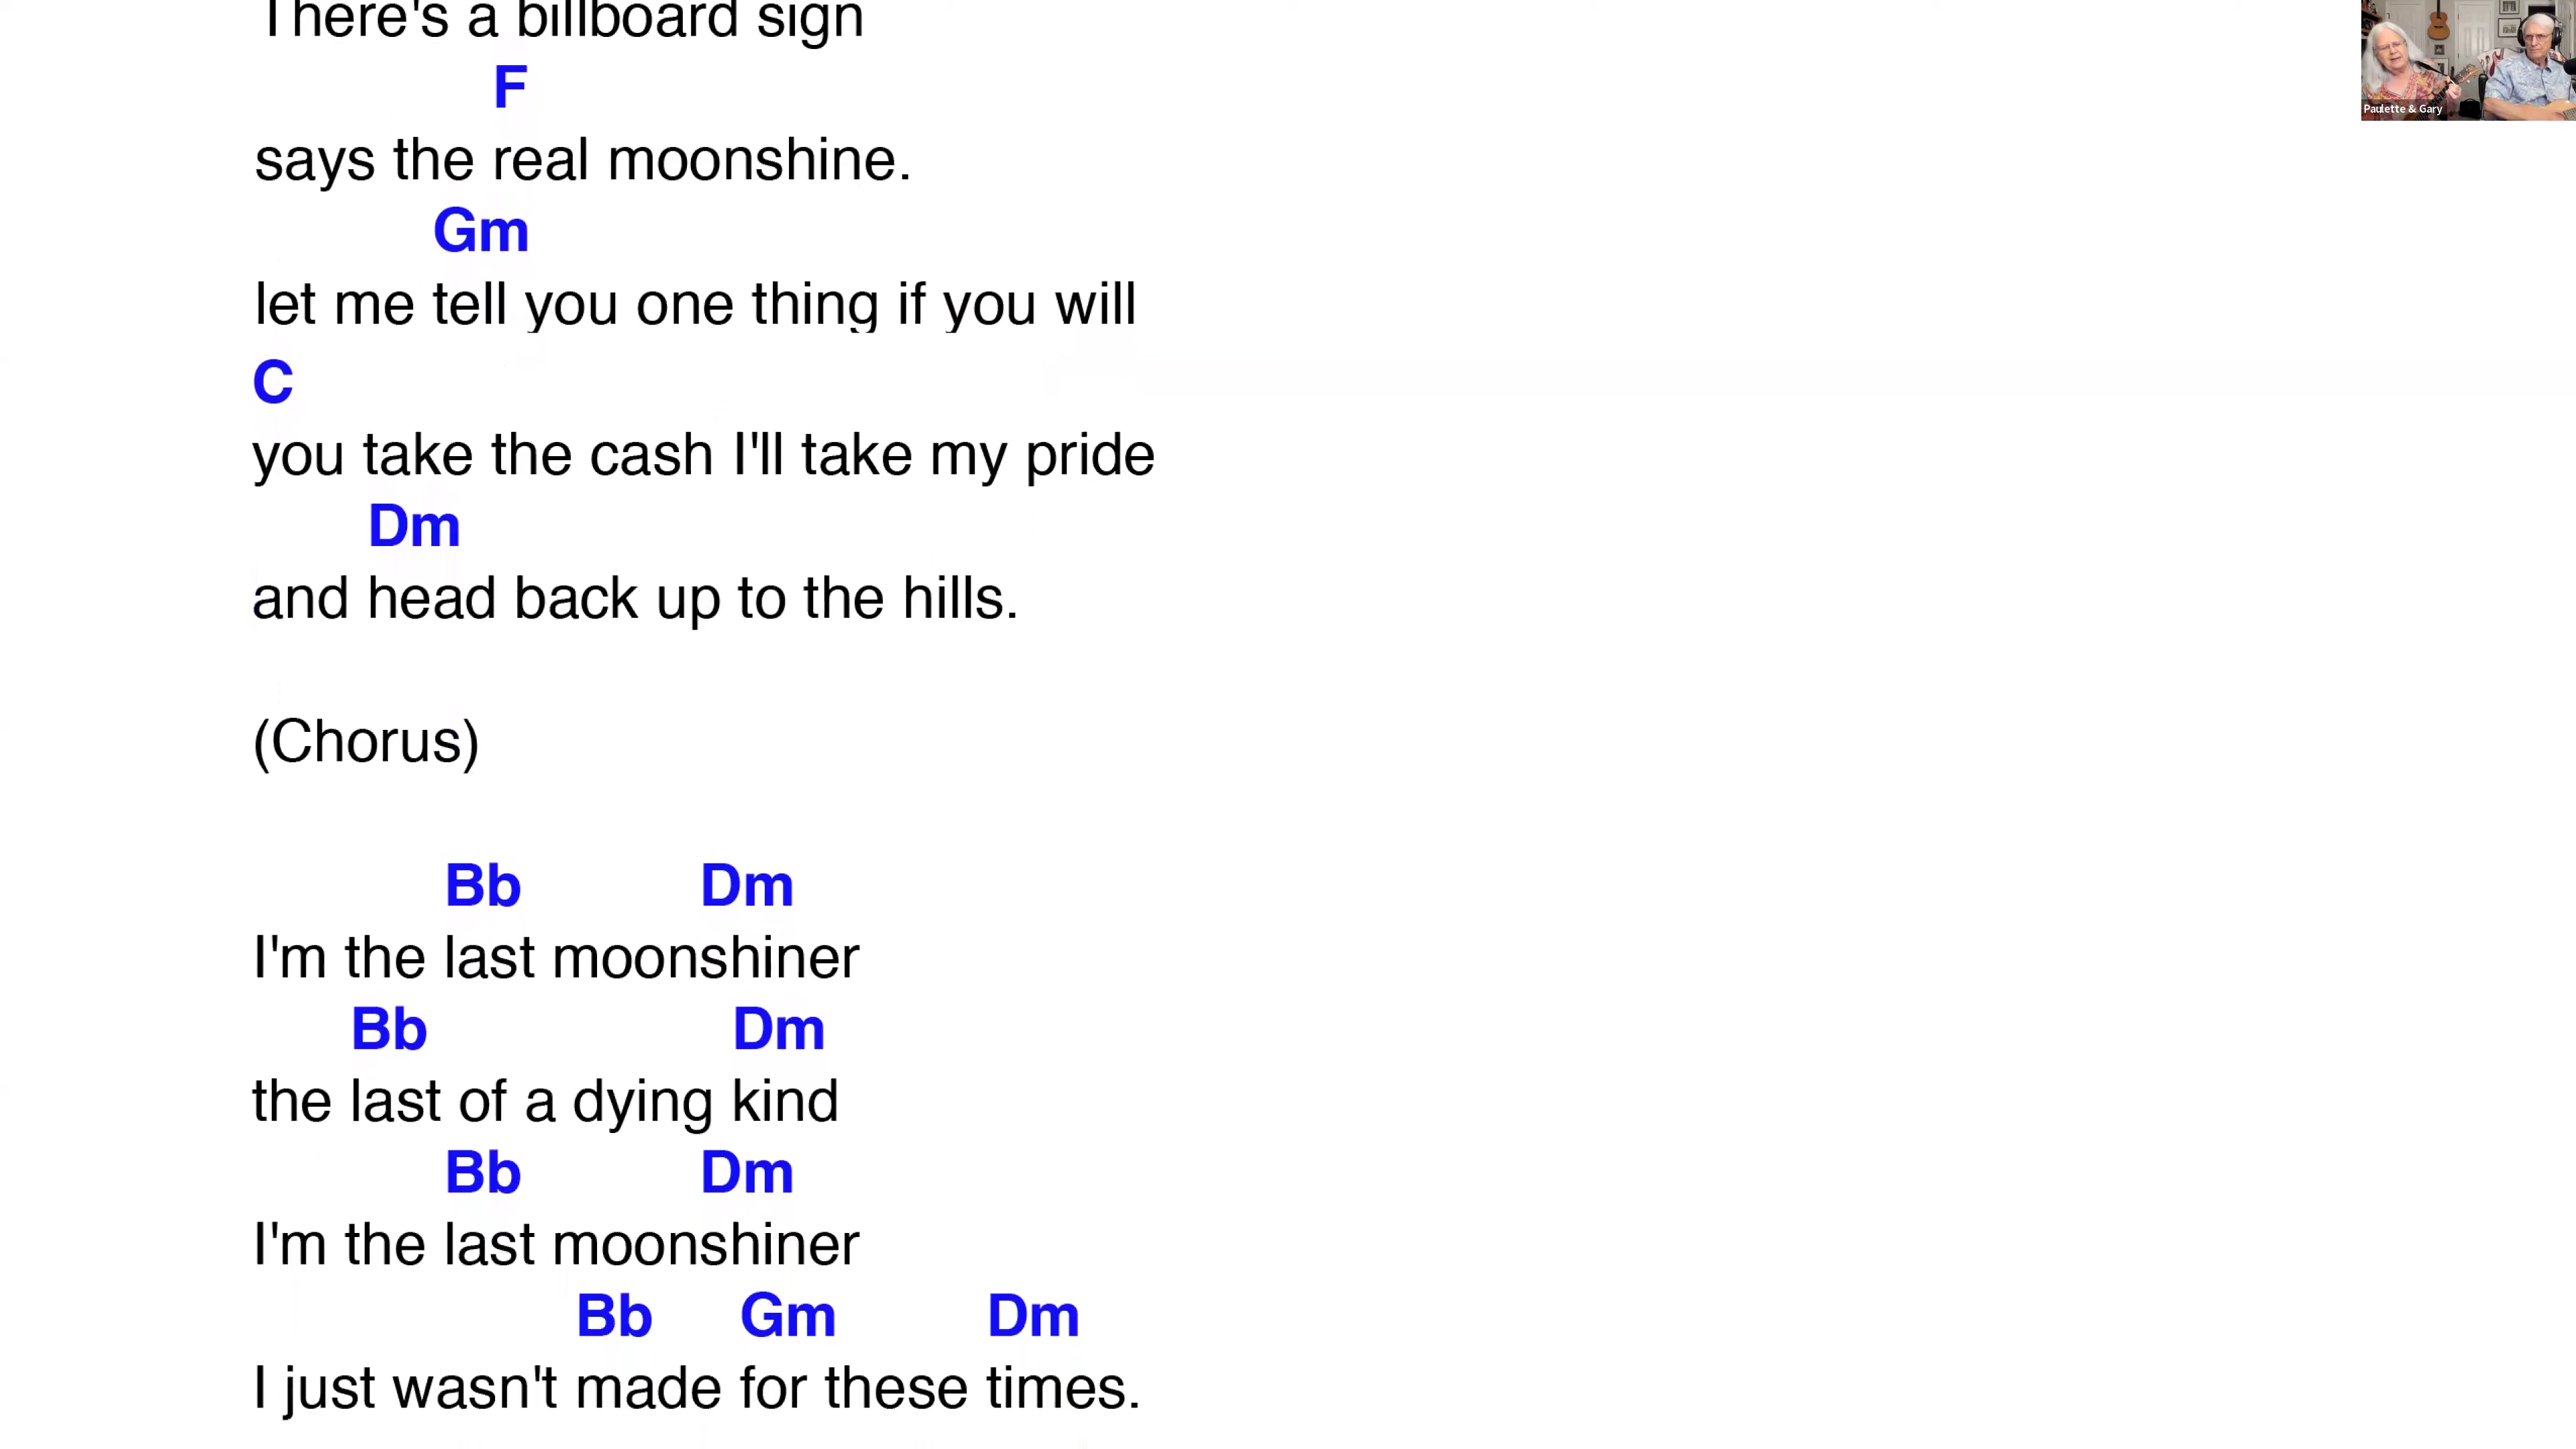 There's a billboard sign
F
says the real moonshine.
Gm
let me tell you one thing if you will
C
you take the cash I'll take my pride
Dm
and head back up to the hills.
(Chorus)
Bb Dm
I'm the last moonshiner
Bb Dm
the last of a dying kind
Bb Dm
I'm the last moonshiner
Bb Gm Dm
I just wasn't made for these times.
Paulette & Gary